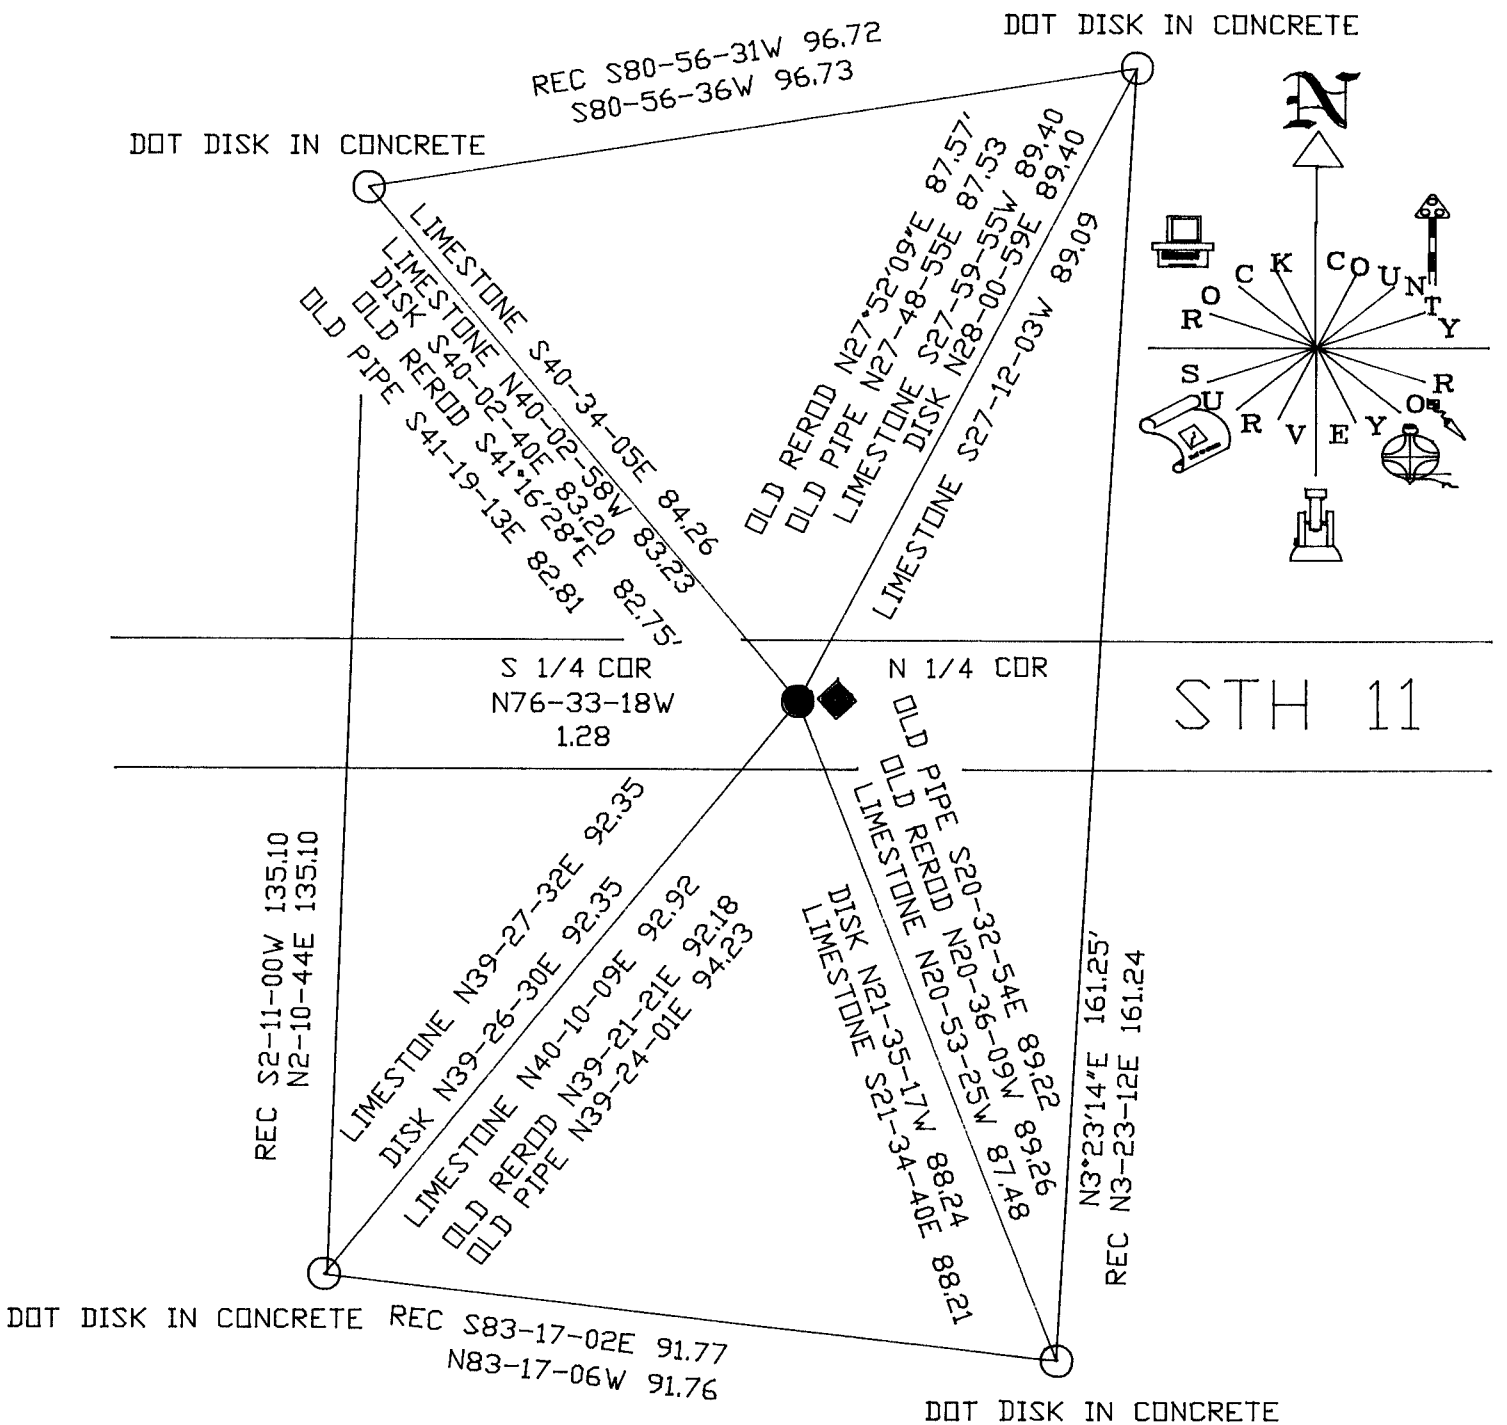 DOT DISK IN CONCRETE
REC S80-56-31W 96.72
S80-56-36W 96.73
N
DOT DISK IN CONCRETE
LIMESTONE S40-34-05E 84.26
LIMESTONE N40-02-58W 83.23
DISK S40-02-40E 83.20
OLD REROD S41°16'28"E 82.75'
OLD PIPE S41-19-13E 82.81
OLD REROD N27°52'09"E 87.57'
OLD PIPE N27-48-55E 87.53
LIMESTONE S27-59-55W 89.40
DISK N28-00-59E 89.40
LIMESTONE S27-12-03W 89.09
ROCK COUNTY
SURVEYOR
S 1/4 COR
N76-33-18W
1.28
N 1/4 COR
STH 11
REC S2-11-00W 135.10
N2-10-44E 135.10
LIMESTONE N39-27-32E 92.35
DISK N39-26-30E 92.35
LIMESTONE N40-10-09E 92.92
OLD REROD N39-21-21E 92.18
OLD PIPE N39-24-01E 94.23
OLD PIPE S20-32-54E 89.22
OLD REROD N20-36-09W 89.26
LIMESTONE N20-53-25W 87.48
DISK N21-35-17W 88.24
LIMESTONE S21-34-40E 88.21
N3°23'14"E 161.25'
REC N3-23-12E 161.24
DOT DISK IN CONCRETE
REC S83-17-02E 91.77
N83-17-06W 91.76
DOT DISK IN CONCRETE